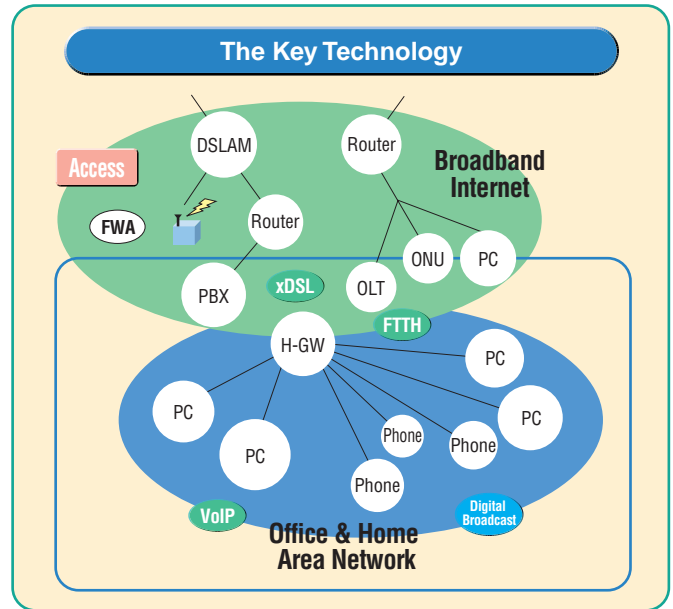 The Key Technology
DSLAM
Router
Broadband
Internet
Access
FWA
Router
ONU
PC
PBX
xDSL
OLT
FTTH
H-GW
PC
PC
PC
PC
Phone
Phone
Phone
VoIP
Digital
Broadcast
Office & Home
Area Network